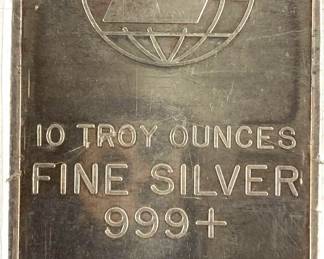 10 TROY OUNCES
FINE SILVER
999+